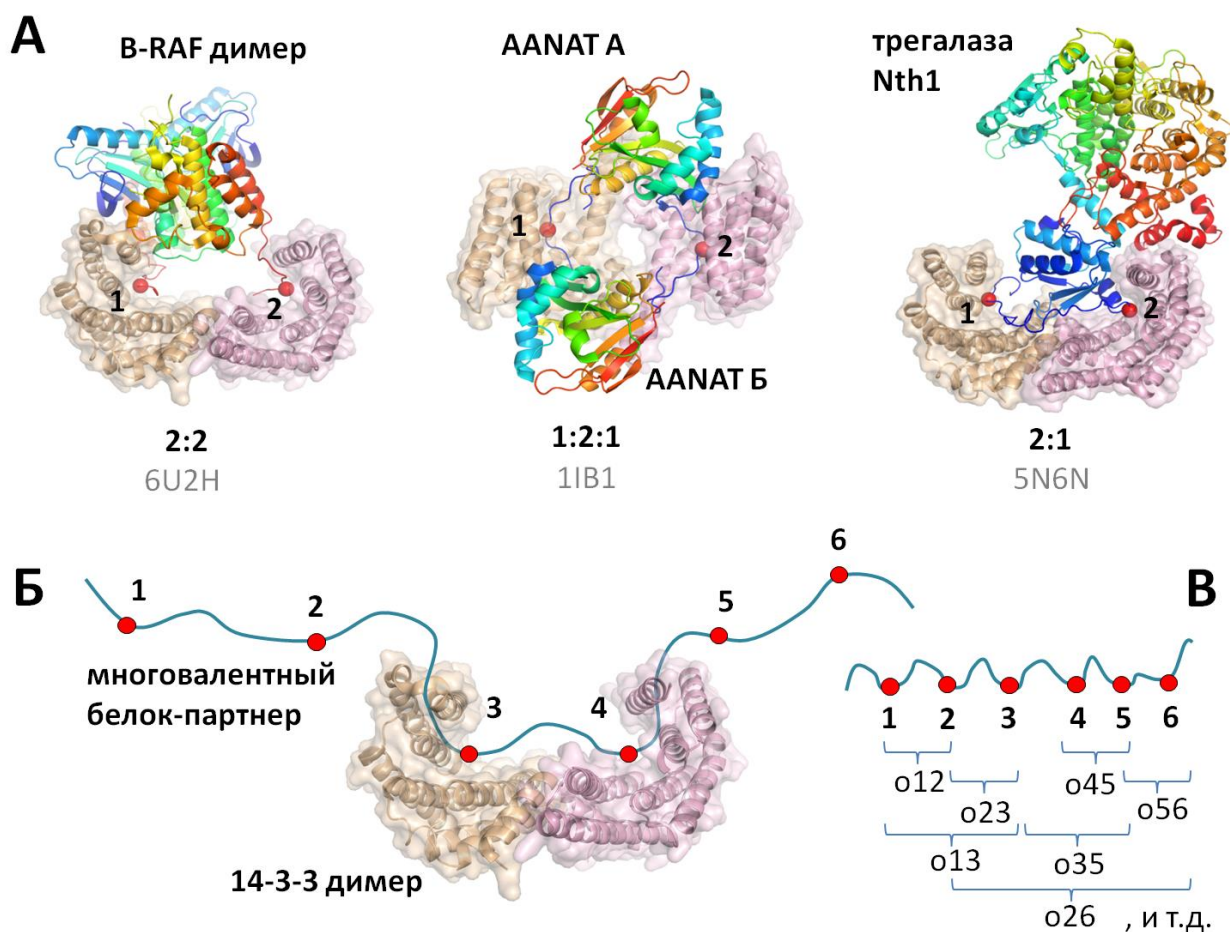 А
B-RAF димер
1
2
2:2
6U2H
AANAT А
1
2
AANAT Б
1:2:1
1IB1
трегалаза
Nth1
1
2
2:1
5N6N
Б
1
2
3
4
5
6
многовалентный
белок-партнер
14-3-3 димер
В
1 2 3 4 5 6
о12
о45
о23
о56
о13
о35
о26 , и т.д.